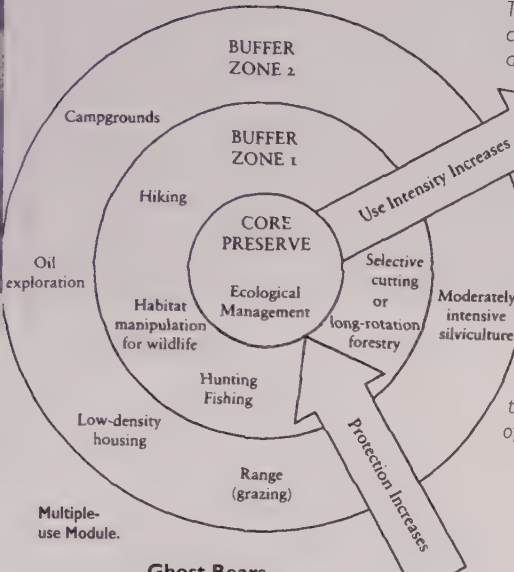 BUFFER
ZONE 2
Campgrounds
BUFFER
ZONE 1
Use Intensity Increases
Hiking
CORE
PRESERVE
Ecological
Management
Selective
cutting
or
long-rotation
forestry
Oil
exploration
Habitat
manipulation
for wildlife
Moderately
intensive
silviculture
Hunting
Fishing
Low-density
housing
Range
(grazing)
Protection Increases
Multiple-
use Module.
Ghost Bears